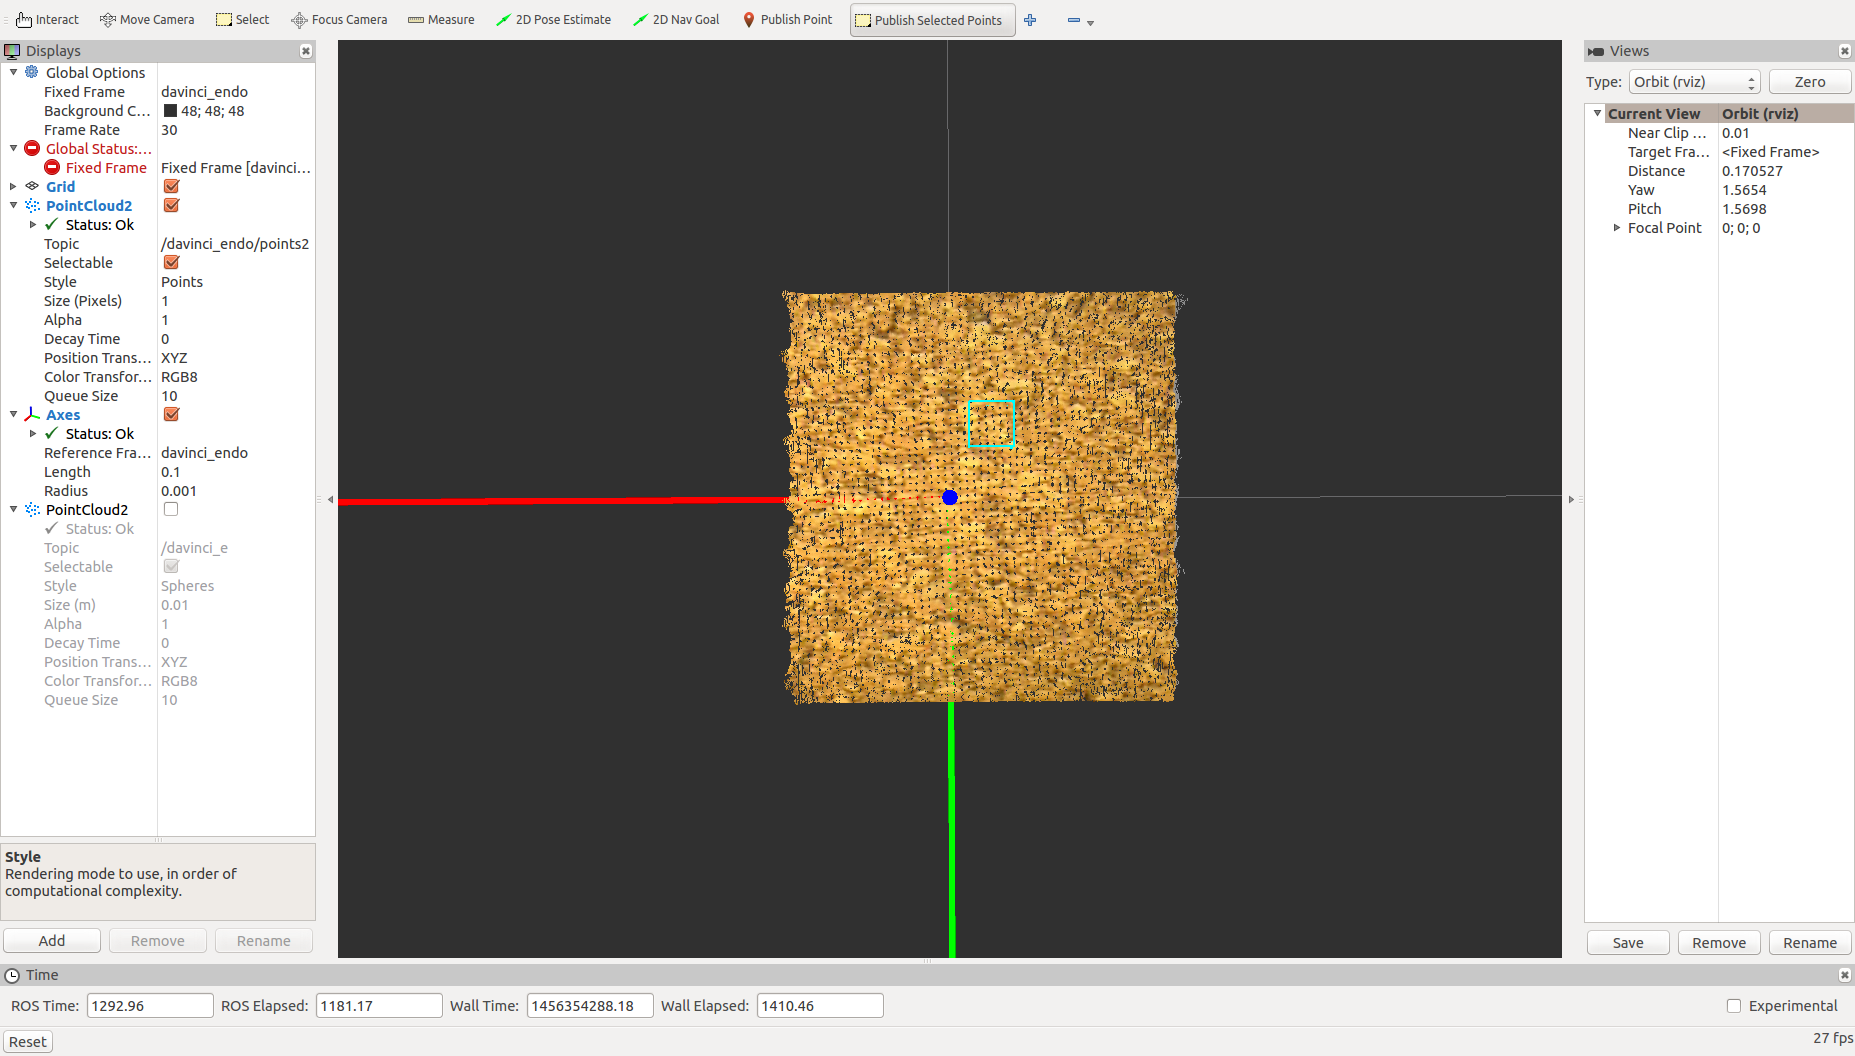 Interact Move Camera Select Focus Camera Measure 2D Pose Estimate 2D Nav Goal Publish Point Publish Selected Points
Displays
Global Options
Fixed Frame davinci_endo
Background C... 48; 48; 48
Frame Rate 30
Global Status:...
Fixed Frame Fixed Frame [davinci...
Grid
PointCloud2
Status: Ok
Topic /davinci_endo/points2
Selectable
Style Points
Size (Pixels) 1
Alpha 1
Decay Time 0
Position Trans... XYZ
Color Transfor... RGB8
Queue Size 10
Axes
Status: Ok
Reference Fra... davinci_endo
Length 0.1
Radius 0.001
PointCloud2
Status: Ok
Topic /davinci_e
Selectable
Style Spheres
Size (m) 0.01
Alpha 1
Decay Time 0
Position Trans... XYZ
Color Transfor... RGB8
Queue Size 10
Style
Rendering mode to use, in order of
computational complexity.
Add Remove Rename
Views
Type: Orbit (rviz) Zero
Current View Orbit (rviz)
Near Clip ... 0.01
Target Fra... <Fixed Frame>
Distance 0.170527
Yaw 1.5654
Pitch 1.5698
Focal Point 0; 0; 0
Save Remove Rename
Time
ROS Time: 1292.96 ROS Elapsed: 1181.17 Wall Time: 1456354288.18 Wall Elapsed: 1410.46 Experimental
Reset 27 fps